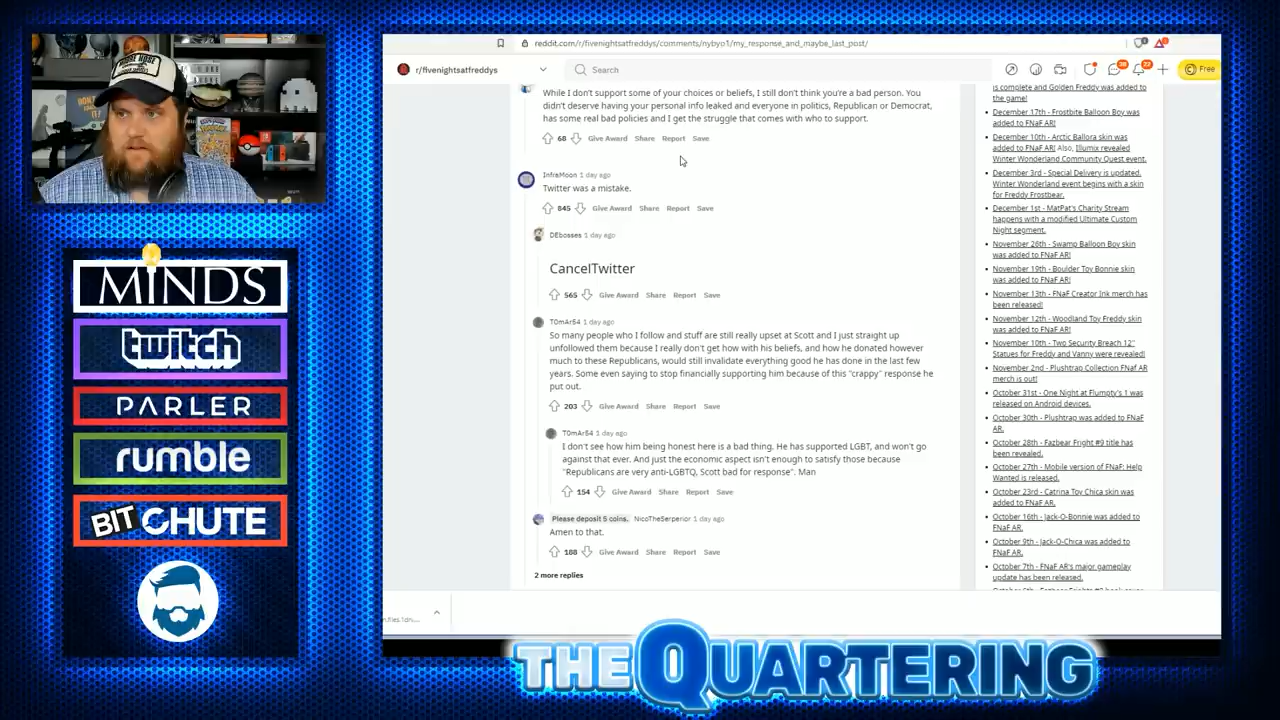 reddit.com/r/fivenightsatfreddys/comments/nybyo1/my_response_and_maybe_last_post/
r/fivenightsatfreddys
Search
Free
While I don't support some of your choices or beliefs, I still don't think you're a bad person. You
didn't deserve having your personal info leaked and everyone in politics, Republican or Democrat,
has some real bad policies and I get the struggle that comes with who to support.
68 Give Award Share Report Save
InfraMoon 1 day ago
Twitter was a mistake.
845 Give Award Share Report Save
DEbosses 1 day ago
CancelTwitter
565 Give Award Share Report Save
T0mAr54 1 day ago
So many people who I follow and stuff are still really upset at Scott and I just straight up
unfollowed them because I really don't get how with his beliefs, and how he donated however
much to these Republicans, would still invalidate everything good he has done in the last few
years. Some even saying to stop financially supporting him because of this "crappy" response he
put out.
203 Give Award Share Report Save
T0mAr54 1 day ago
I don't see how him being honest here is a bad thing. He has supported LGBT, and won't go
against that ever. And just the economic aspect isn't enough to satisfy those because
"Republicans are very anti-LGBTQ, Scott bad for response". Man
154 Give Award Share Report Save
Please deposit 5 coins. NicoTheSerperior 1 day ago
Amen to that.
188 Give Award Share Report Save
2 more replies
is complete and Golden Freddy was added to
the game!
December 17th - Frostbite Balloon Boy was
added to FNaF AR!
December 10th - Arctic Ballora skin was
added to FNaF AR! Also, Illumix revealed
Winter Wonderland Community Quest event.
December 3rd - Special Delivery is updated.
Winter Wonderland event begins with a skin
for Freddy Frostbear.
December 1st - MatPat's Charity Stream
happens with a modified Ultimate Custom
Night segment.
November 26th - Swamp Balloon Boy skin
was added to FNaF AR!
November 19th - Boulder Toy Bonnie skin
was added to FNaF AR!
November 13th - FNaF Creator Ink merch has
been released!
November 12th - Woodland Toy Freddy skin
was added to FNaF AR!
November 10th - Two Security Breach 12"
Statues for Freddy and Vanny were revealed!
November 2nd - Plushtrap Collection FNaf AR
merch is out!
October 31st - One Night at Flumpty's 1 was
released on Android devices.
October 30th - Plushtrap was added to FNaF
AR.
October 28th - Fazbear Fright #9 title has
been revealed.
October 27th - Mobile version of FNaF: Help
Wanted is released.
October 23rd - Catrina Toy Chica skin was
added to FNaF AR.
October 16th - Jack-O-Bonnie was added to
FNaF AR.
October 9th - Jack-O-Chica was added to
FNaF AR.
October 7th - FNaF AR's major gameplay
update has been released.
MINDS
twitch
PARLER
rumble
BIT CHUTE
THE QUARTERING